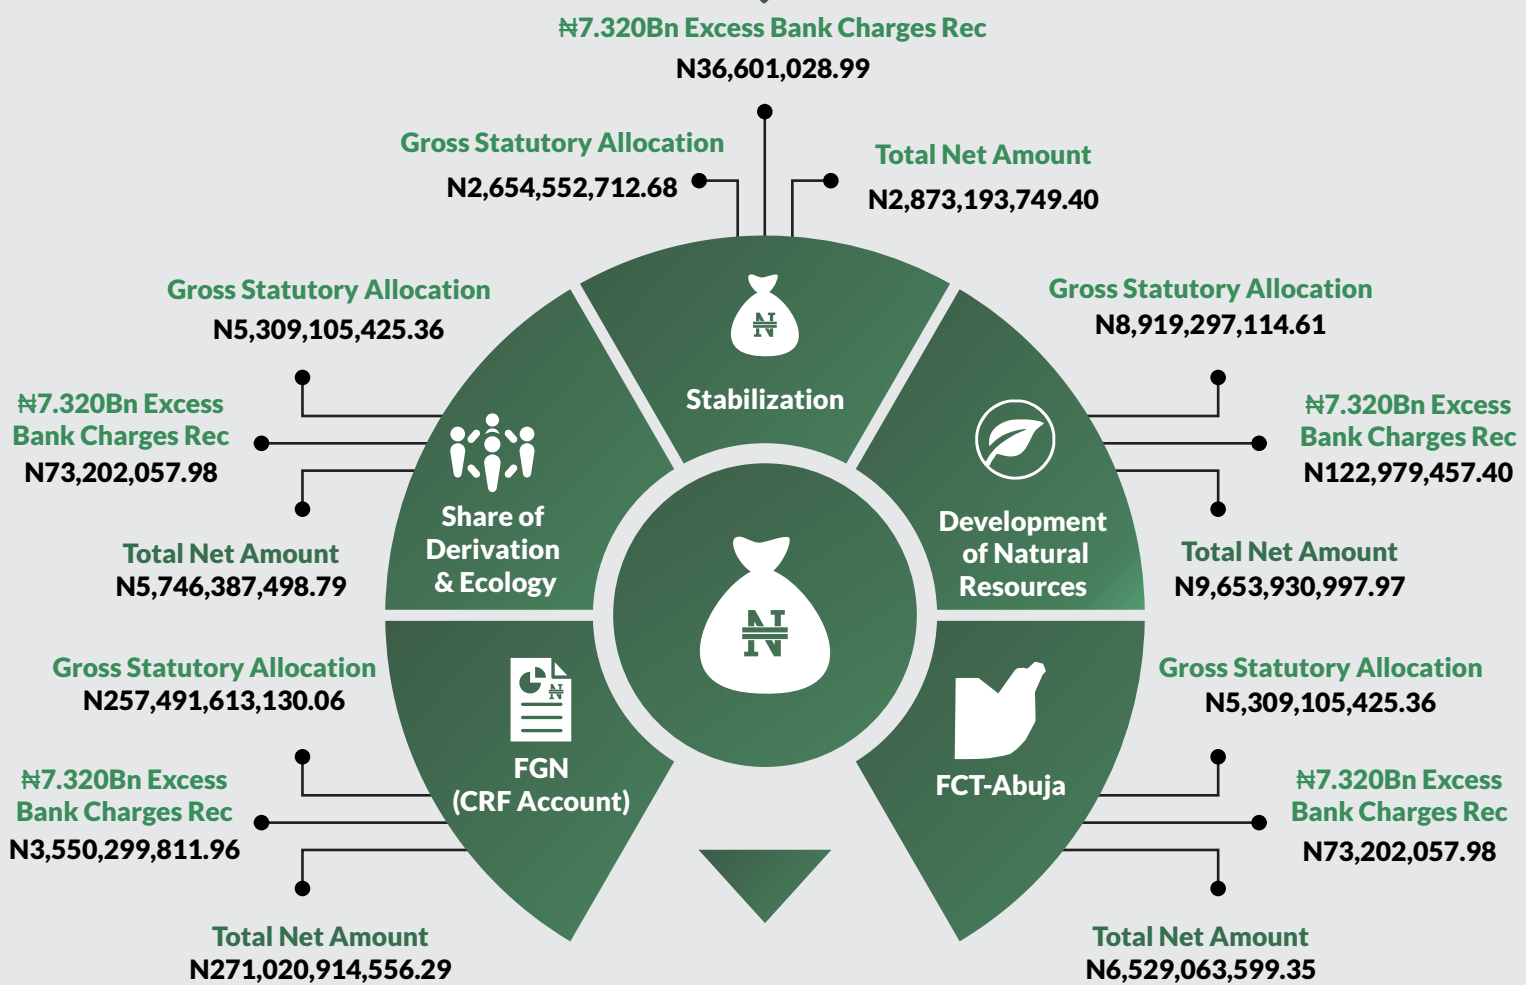 ₦7.320Bn Excess Bank Charges Rec
N36,601,028.99
Gross Statutory Allocation
N2,654,552,712.68
Total Net Amount
N2,873,193,749.40
₦
Stabilization
Gross Statutory Allocation
N5,309,105,425.36
₦7.320Bn Excess
Bank Charges Rec
N73,202,057.98
Total Net Amount
N5,746,387,498.79
Share of
Derivation
& Ecology
Gross Statutory Allocation
N8,919,297,114.61
₦7.320Bn Excess
Bank Charges Rec
N122,979,457.40
Total Net Amount
N9,653,930,997.97
Development
of Natural
Resources
₦
Gross Statutory Allocation
N257,491,613,130.06
₦7.320Bn Excess
Bank Charges Rec
N3,550,299,811.96
Total Net Amount
N271,020,914,556.29
₦
FGN
(CRF Account)
Gross Statutory Allocation
N5,309,105,425.36
₦7.320Bn Excess
Bank Charges Rec
N73,202,057.98
Total Net Amount
N6,529,063,599.35
FCT-Abuja